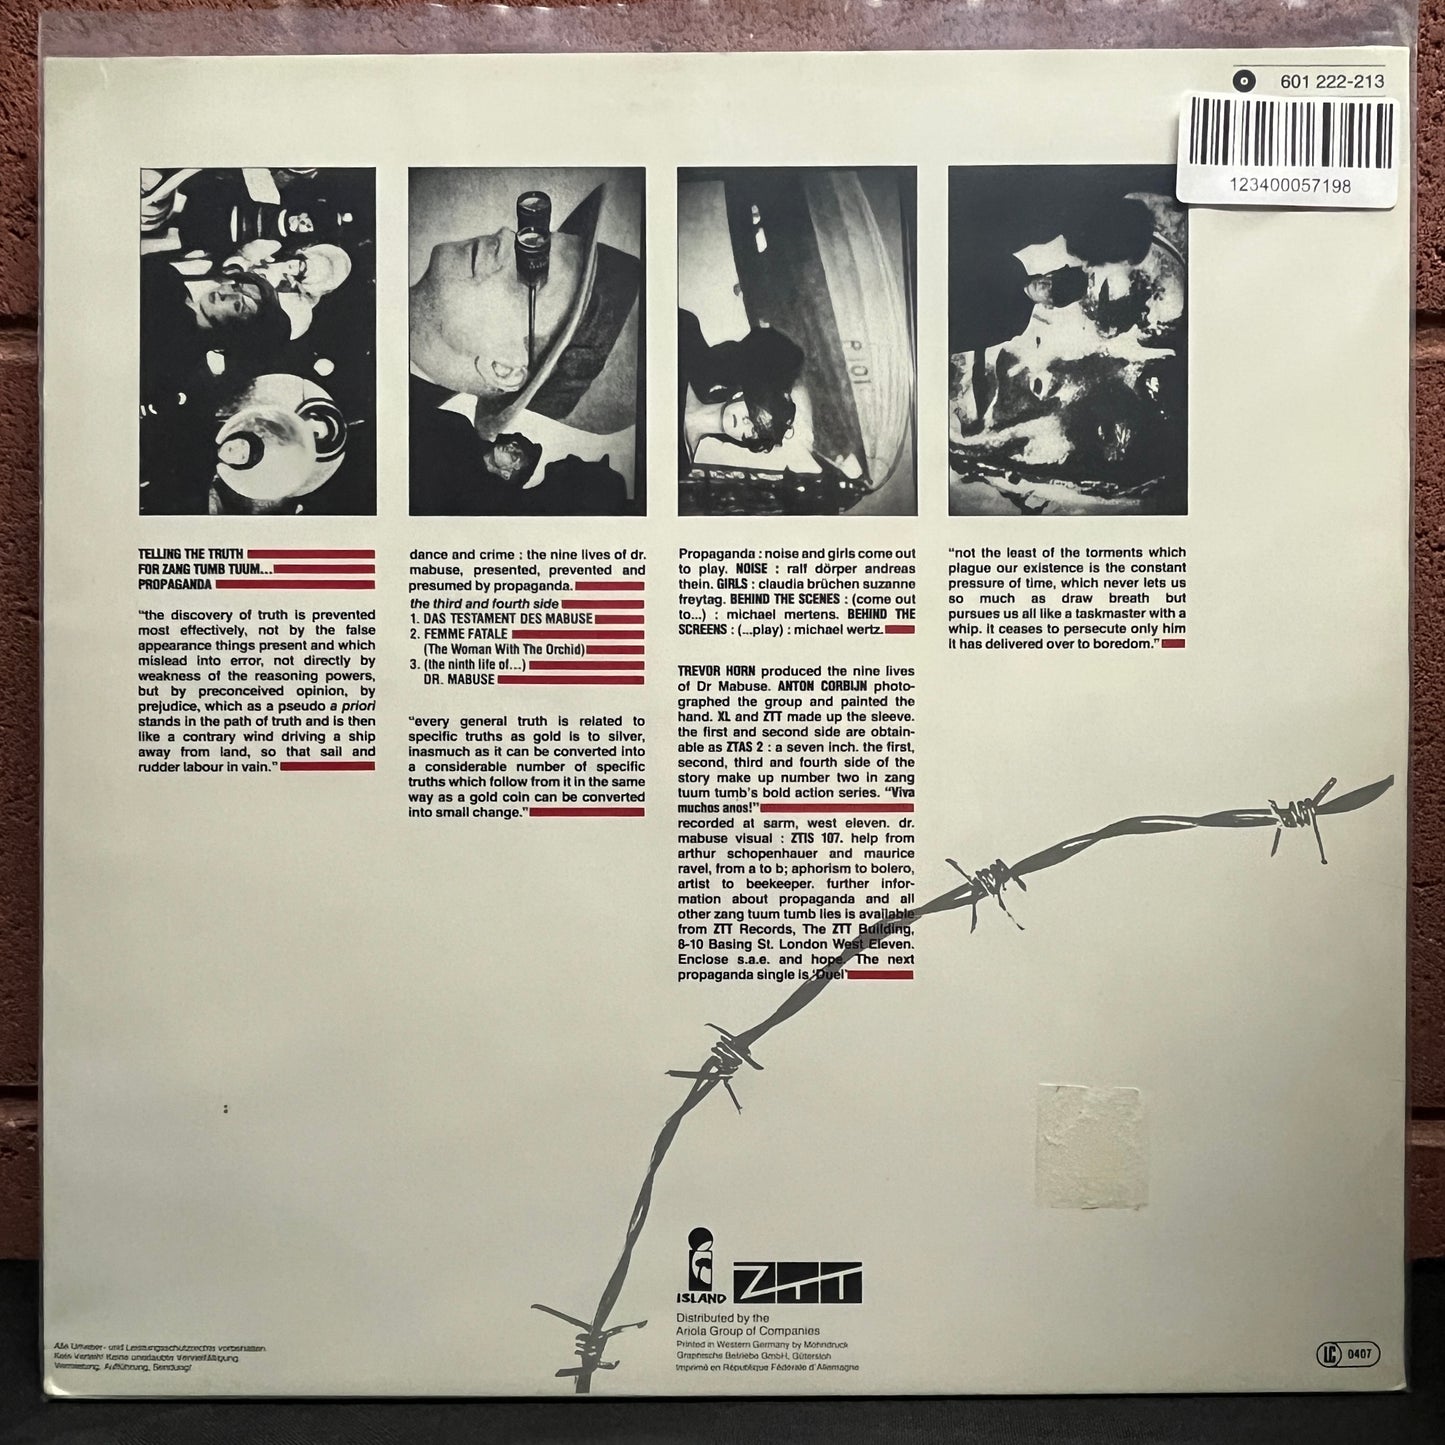 601 222-213
123400057198
R 101
TELLING THE TRUTH
FOR ZANG TUMB TUUM...
PROPAGANDA
"the discovery of truth is prevented
most effectively, not by the false
appearance things present and which
mislead into error, not directly by
weakness of the reasoning powers,
but by preconceived opinion, by
prejudice, which as a pseudo a priori
stands in the path of truth and is then
like a contrary wind driving a ship
away from land, so that sail and
rudder labour in vain."
dance and crime : the nine lives of dr.
mabuse, presented, prevented and
presumed by propaganda.
the third and fourth side
1. DAS TESTAMENT DES MABUSE
2. FEMME FATALE
(The Woman With The Orchid)
3. (the ninth life of...)
DR. MABUSE
"every general truth is related to
specific truths as gold is to silver,
inasmuch as it can be converted into
a considerable number of specific
truths which follow from it in the same
way as a gold coin can be converted
into small change."
Propaganda : noise and girls come out
to play. NOISE : ralf dörper andreas
thein. GIRLS : claudia brüchen suzanne
freytag. BEHIND THE SCENES : (come out
to...) : michael mertens. BEHIND THE
SCREENS : (...play) : michael wertz.
TREVOR HORN produced the nine lives
of Dr Mabuse. ANTON CORBIJN photo-
graphed the group and painted the
hand. XL and ZTT made up the sleeve.
the first and second side are obtain-
able as ZTAS 2 : a seven inch. the first,
second, third and fourth side of the
story make up number two in zang
tuum tumb's bold action series. "Viva
muchos anos!"
recorded at sarm, west eleven. dr.
mabuse visual : ZTIS 107. help from
arthur schopenhauer and maurice
ravel, from a to b; aphorism to bolero,
artist to beekeeper. further infor-
mation about propaganda and all
other zang tuum tumb lies is available
from ZTT Records, The ZTT Building,
8-10 Basing St. London West Eleven.
Enclose s.a.e. and hope. The next
propaganda single is 'Duel'
"not the least of the torments which
plague our existence is the constant
pressure of time, which never lets us
so much as draw breath but
pursues us all like a taskmaster with a
whip. it ceases to persecute only him
it has delivered over to boredom."
ISLAND
ZTT
Distributed by the
Ariola Group of Companies
Printed in Western Germany by Mohndruck
Graphische Betriebe GmbH, Gütersloh
Imprimé en République Fédérale d'Allemagne
Alle Urheber- und Leistungsschutzrechte vorbehalten.
Kein Verleih! Keine unerlaubte Vervielfältigung,
Vermietung, Aufführung, Sendung!
LC 0407